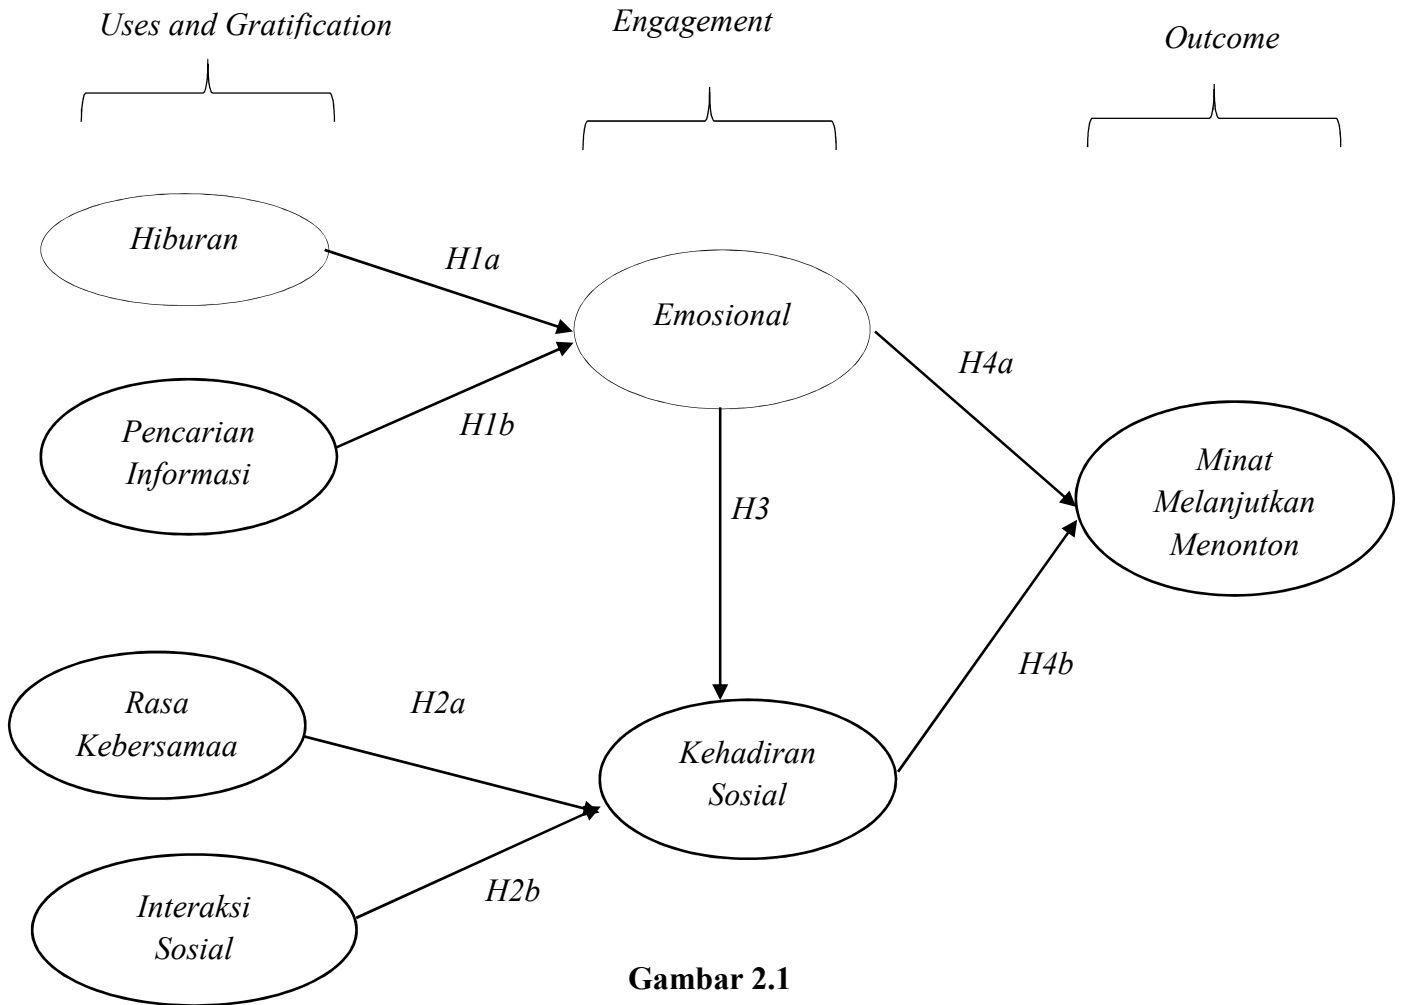 Uses and Gratification
Engagement
Outcome
Hiburan
H1a
Emosional
H4a
Pencarian
Informasi
H1b
Minat
Melanjutkan
Menonton
H3
Rasa
Kebersamaa
H2a
Kehadiran
Sosial
H4b
Interaksi
Sosial
H2b
Gambar 2.1